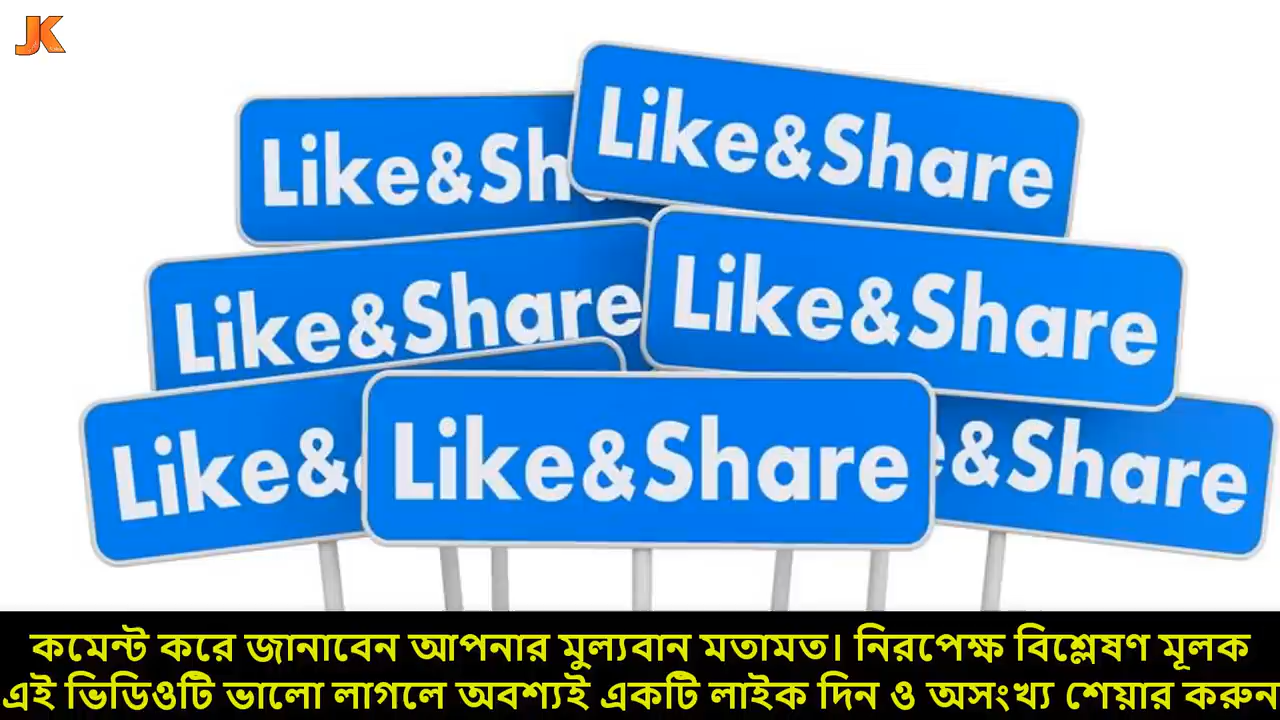 JK
Like&Share
Like&Sh
Like&Share
Like&Share
Like&
Like&Share
&Share
কমেন্ট করে জানাবেন আপনার মুল্যবান মতামত। নিরপেক্ষ বিশ্লেষণ মূলক
এই ভিডিওটি ভালো লাগলে অবশ্যই একটি লাইক দিন ও অসংখ্য শেয়ার করুন